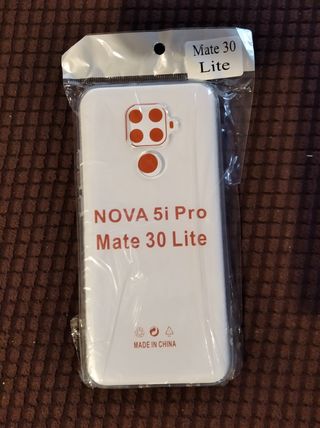 Mate 30
Lite
NOVA 5i Pro
Mate 30 Lite
MADE IN CHINA